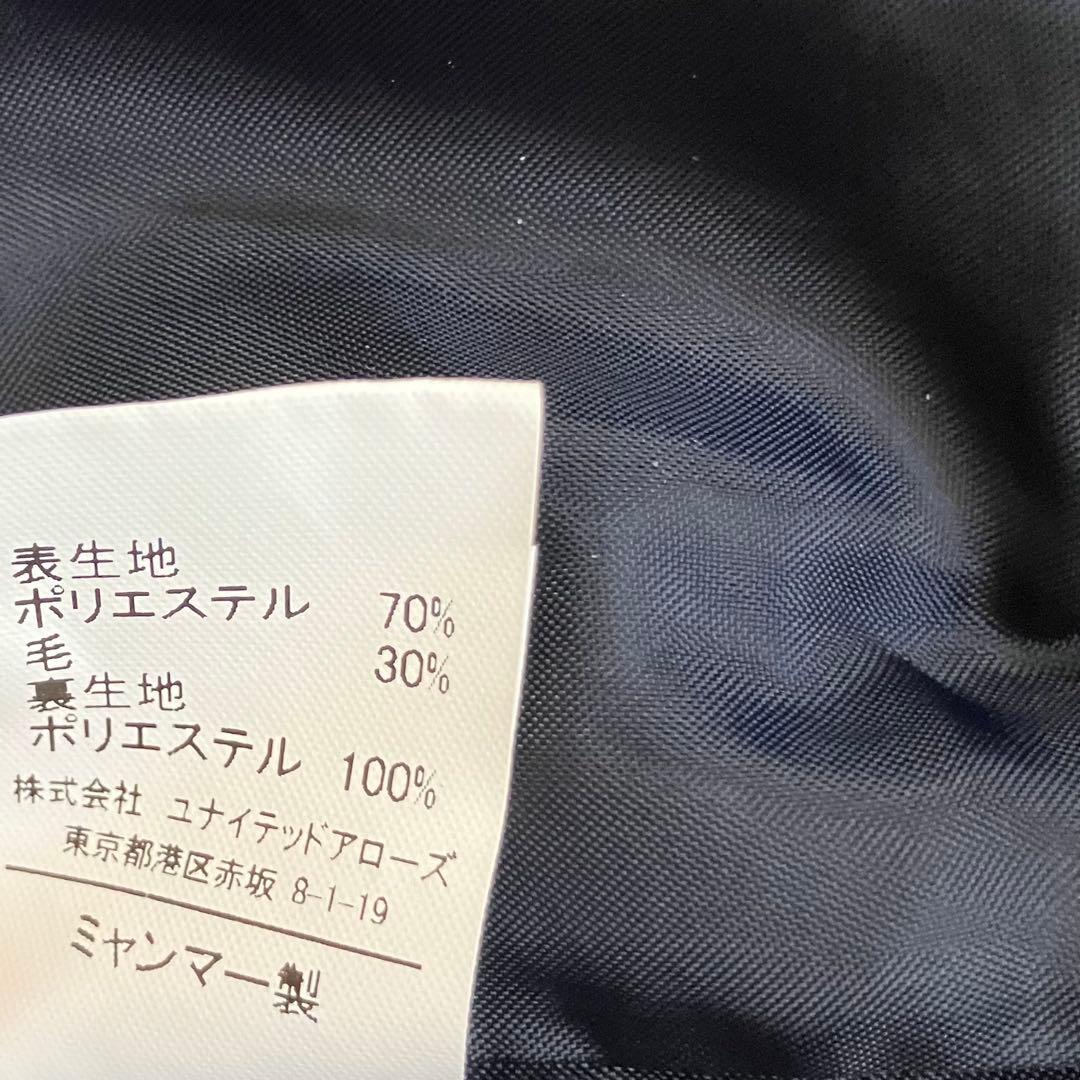 表生地
ポリエステル 70%
毛 30%
裏生地
ポリエステル 100%
株式会社 ユナイテッドアローズ
東京都港区赤坂 8-1-19
ミャンマー製